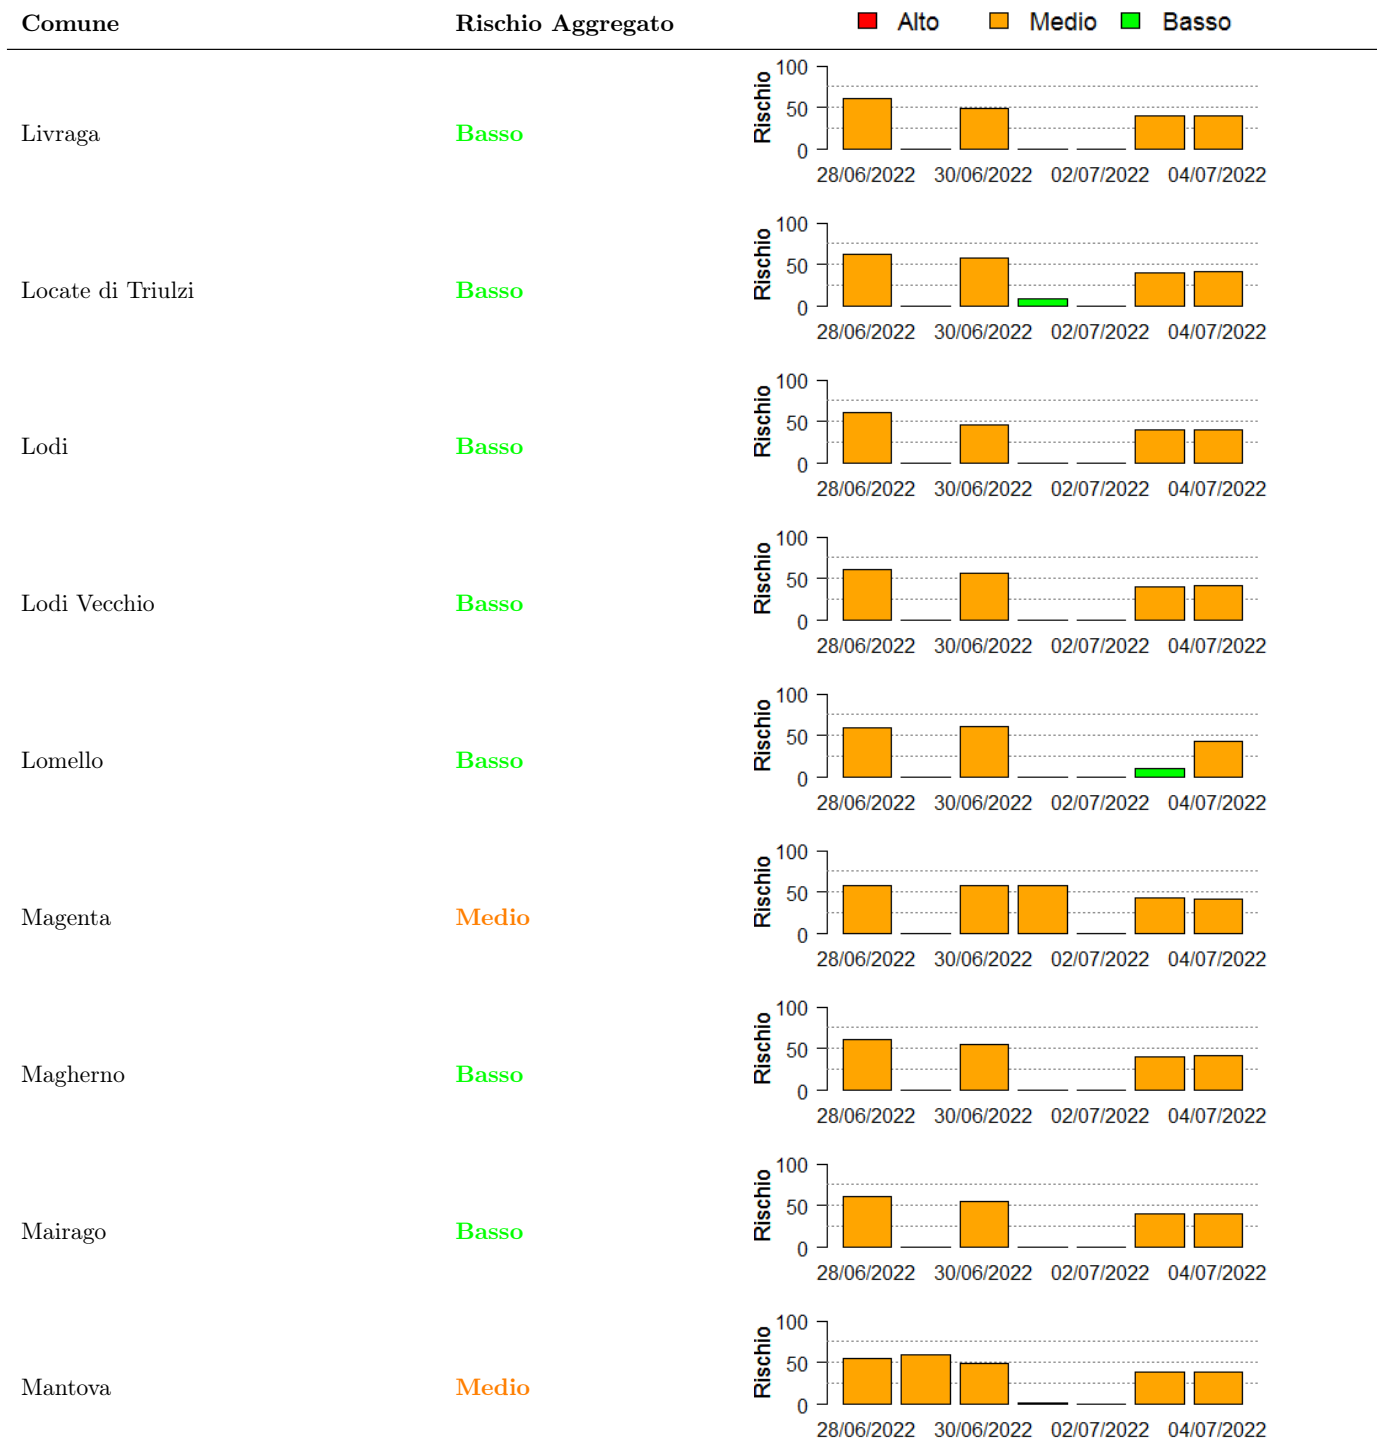 Comune Rischio Aggregato Alto Medio Basso
100
50
0
Rischio
Livraga Basso
28/06/2022 30/06/2022 02/07/2022 04/07/2022
100
50
0
Rischio
Locate di Triulzi Basso
28/06/2022 30/06/2022 02/07/2022 04/07/2022
100
50
0
Rischio
Lodi Basso
28/06/2022 30/06/2022 02/07/2022 04/07/2022
100
50
0
Rischio
Lodi Vecchio Basso
28/06/2022 30/06/2022 02/07/2022 04/07/2022
100
50
0
Rischio
Lomello Basso
28/06/2022 30/06/2022 02/07/2022 04/07/2022
100
50
0
Rischio
Magenta Medio
28/06/2022 30/06/2022 02/07/2022 04/07/2022
100
50
0
Rischio
Magherno Basso
28/06/2022 30/06/2022 02/07/2022 04/07/2022
100
50
0
Rischio
Mairago Basso
28/06/2022 30/06/2022 02/07/2022 04/07/2022
100
50
0
Rischio
Mantova Medio
28/06/2022 30/06/2022 02/07/2022 04/07/2022